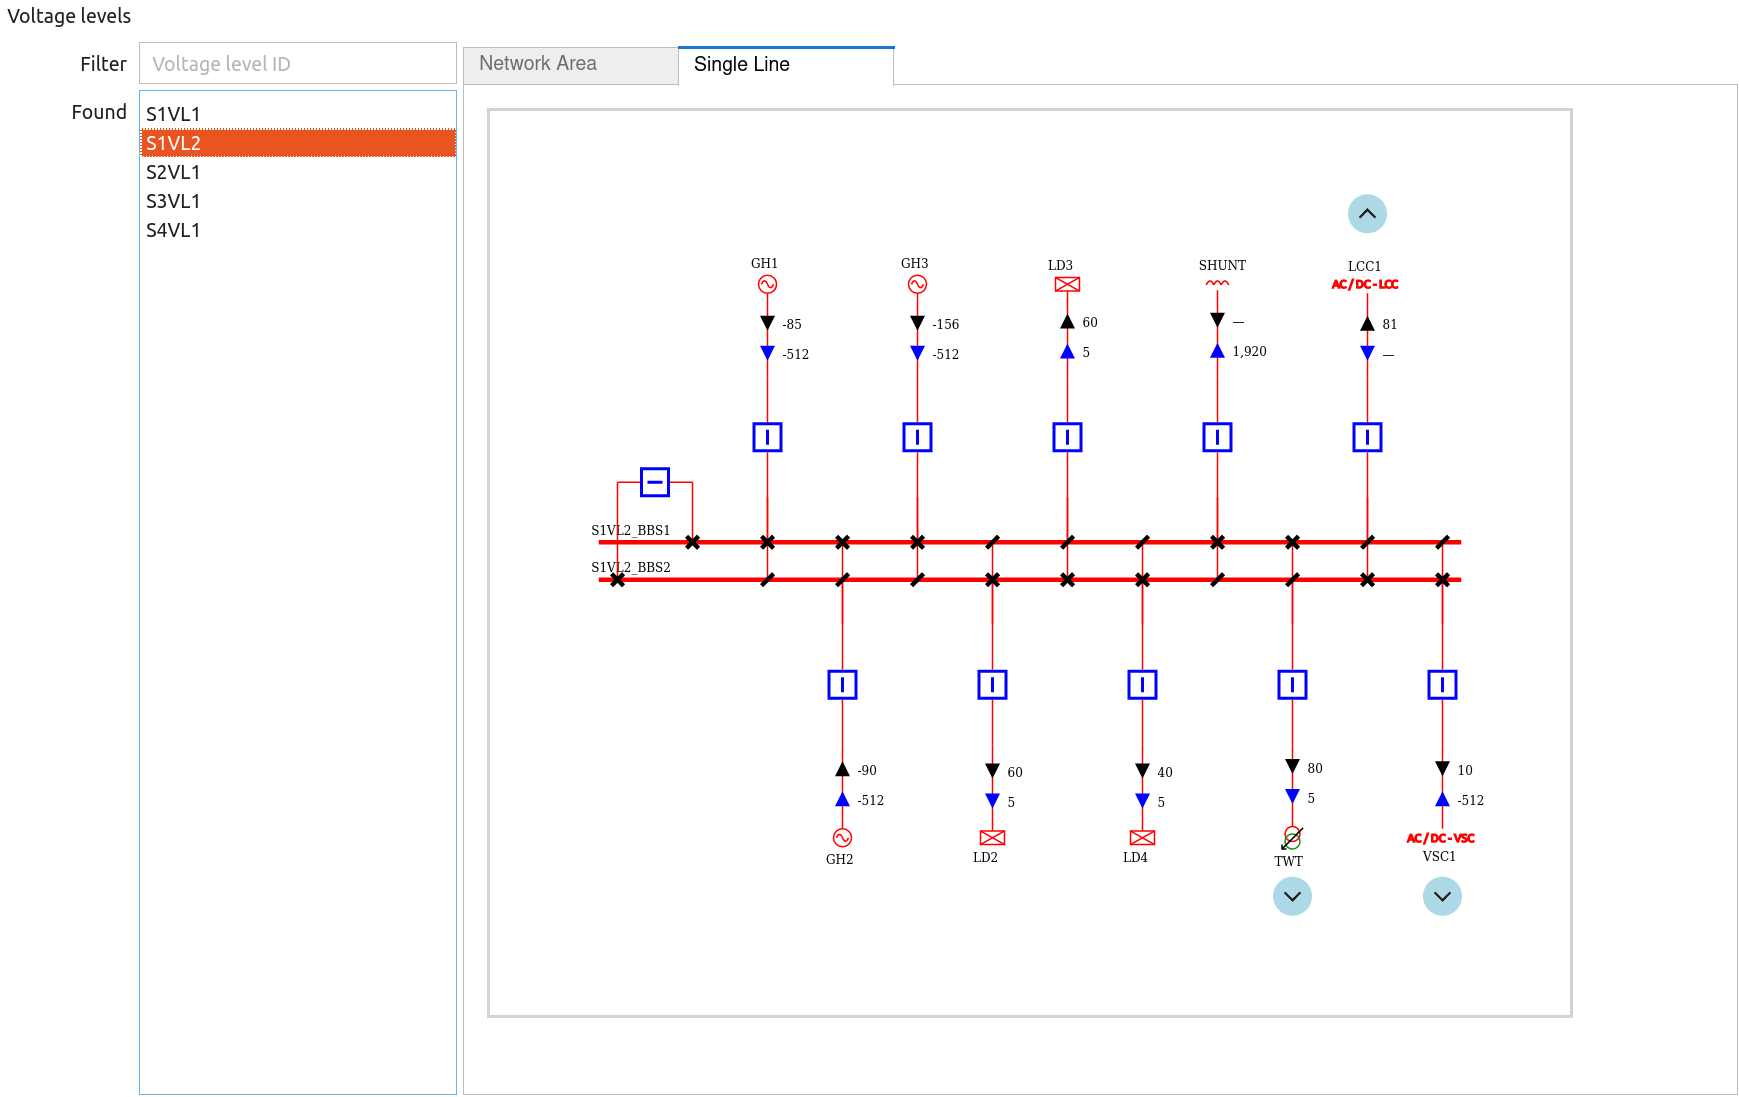 Voltage levels
Filter
Voltage level ID
Network Area
Single Line
Found
S1VL1
S1VL2
S2VL1
S3VL1
S4VL1
GH1
GH3
LD3
SHUNT
LCC1
AC/DC-LCC
-85
-156
60
—
81
-512
-512
5
1,920
—
S1VL2_BBS1
S1VL2_BBS2
-90
60
40
80
10
-512
5
5
5
-512
AC/DC-VSC
GH2
LD2
LD4
TWT
VSC1